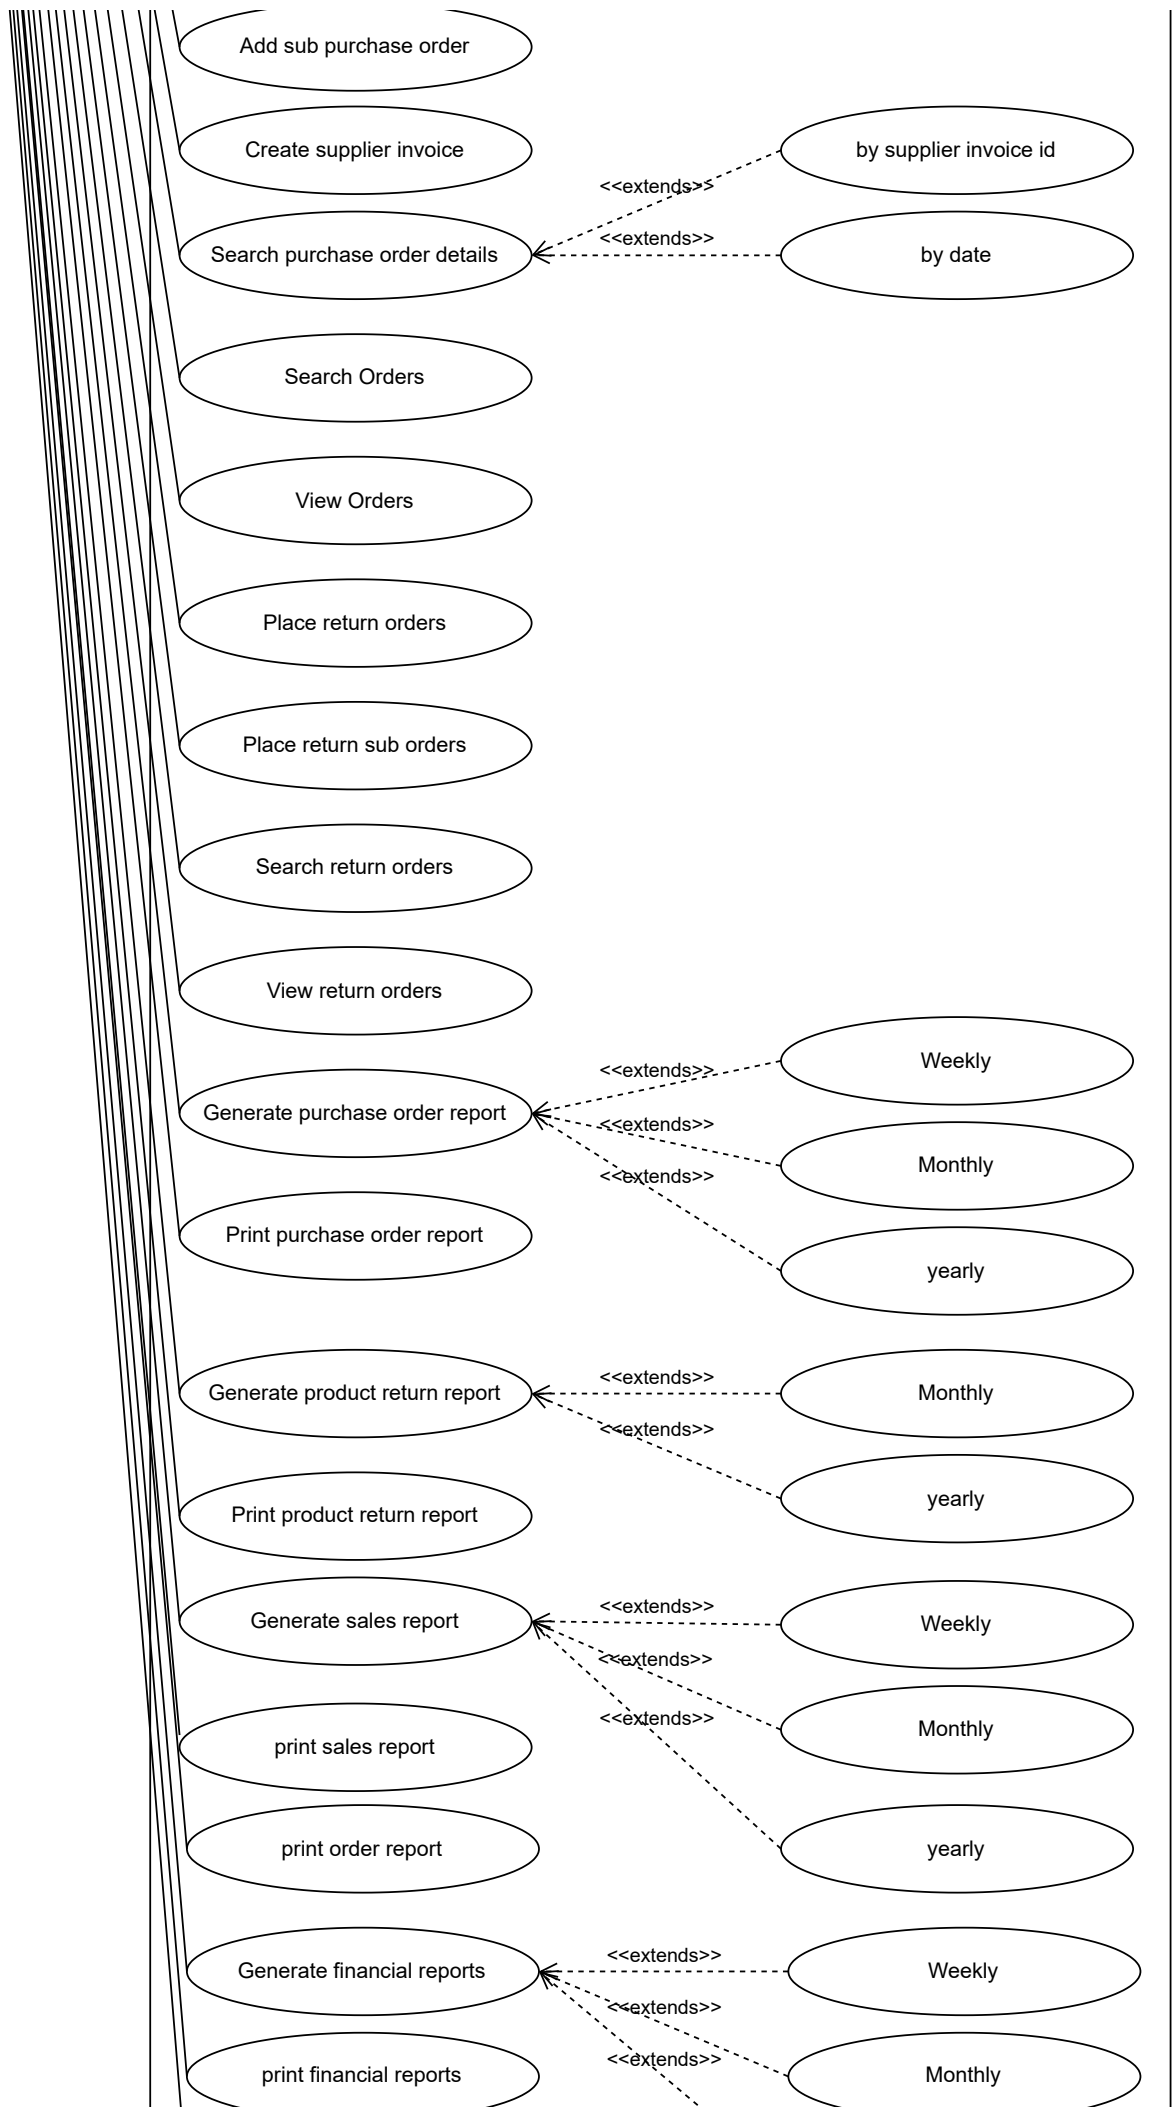 Add sub purchase order
Create supplier invoice
by supplier invoice id
<<extends>>
Search purchase order details
<<extends>>
by date
Search Orders
View Orders
Place return orders
Place return sub orders
Search return orders
View return orders
Weekly
<<extends>>
Generate purchase order report
<<extends>>
Monthly
<<extends>>
Print purchase order report
yearly
<<extends>>
Generate product return report
Monthly
<<extends>>
yearly
Print product return report
<<extends>>
Generate sales report
Weekly
<<extends>>
<<extends>>
Monthly
print sales report
print order report
yearly
<<extends>>
Generate financial reports
Weekly
<<extends>>
<<extends>>
print financial reports
Monthly